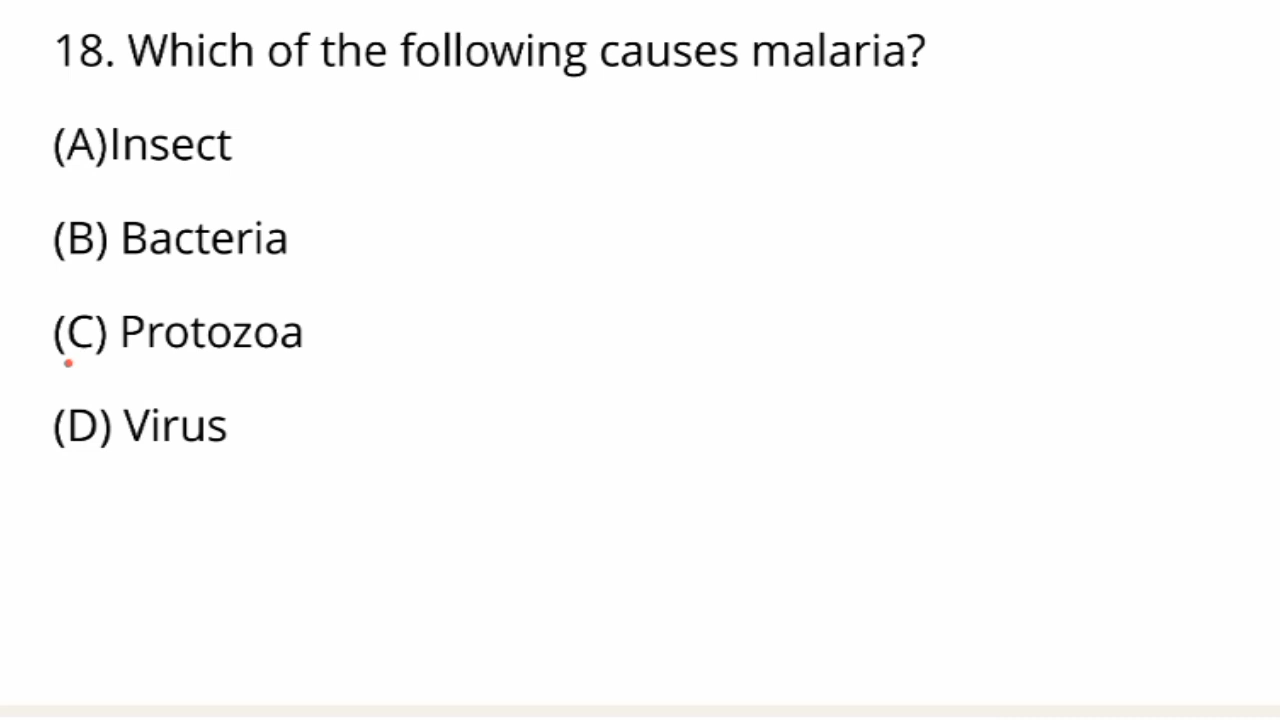 18. Which of the following causes malaria?
(A)Insect
(B) Bacteria
(C) Protozoa
(D) Virus